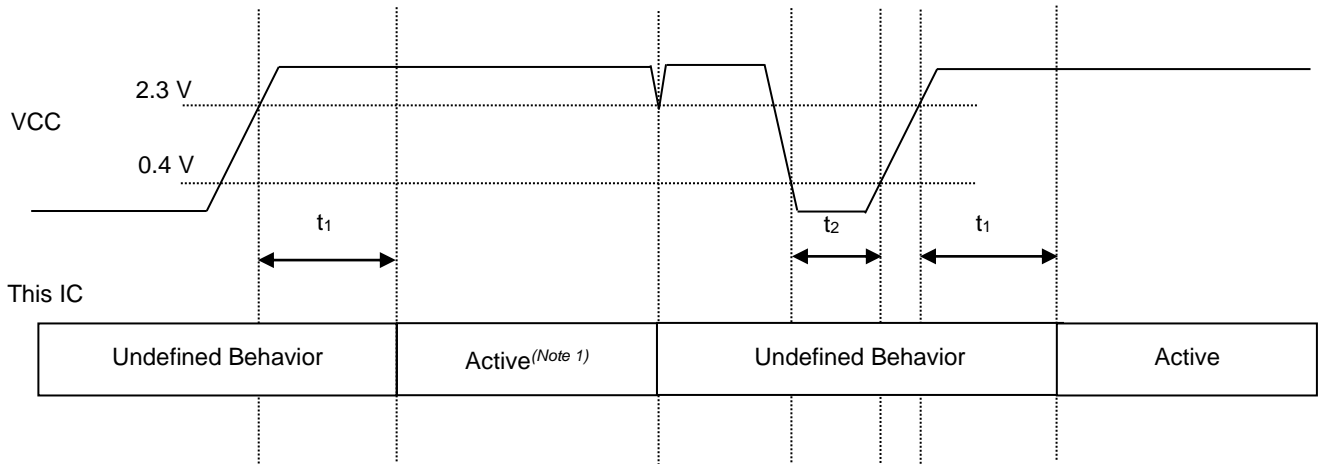 2.3 V
VCC
0.4 V
t1
t2
t1
This IC
Undefined Behavior
Active(Note 1)
Undefined Behavior
Active